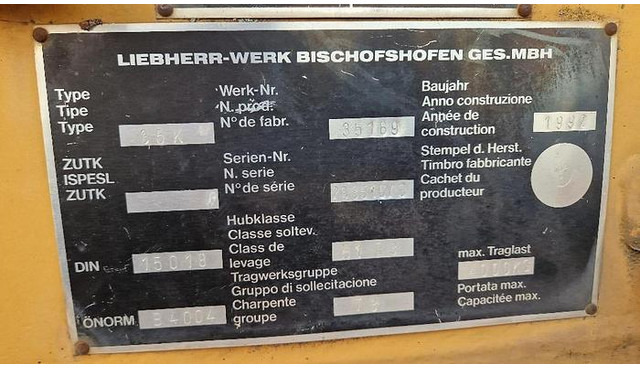 LIEBHERR-WERK BISCHOFSHOFEN GES.MBH
Type
Tipe
Type
Werk-Nr.
N. prod.
N° de fabr.
35169
Baujahr
Anno construzione
Année de
construction
ZUTK
ISPESL
ZUTK
Serien-Nr.
N. serie
N° de série
Stempel d. Herst.
Timbro fabbricante
Cachet du
producteur
DIN
15018
Hubklasse
Classe soltev.
Class de
levage
max. Traglast
Portata max.
Capacitée max.
ÖNORM
B4004
Tragwerksgruppe
Gruppo di sollecitacione
Charpente
groupe